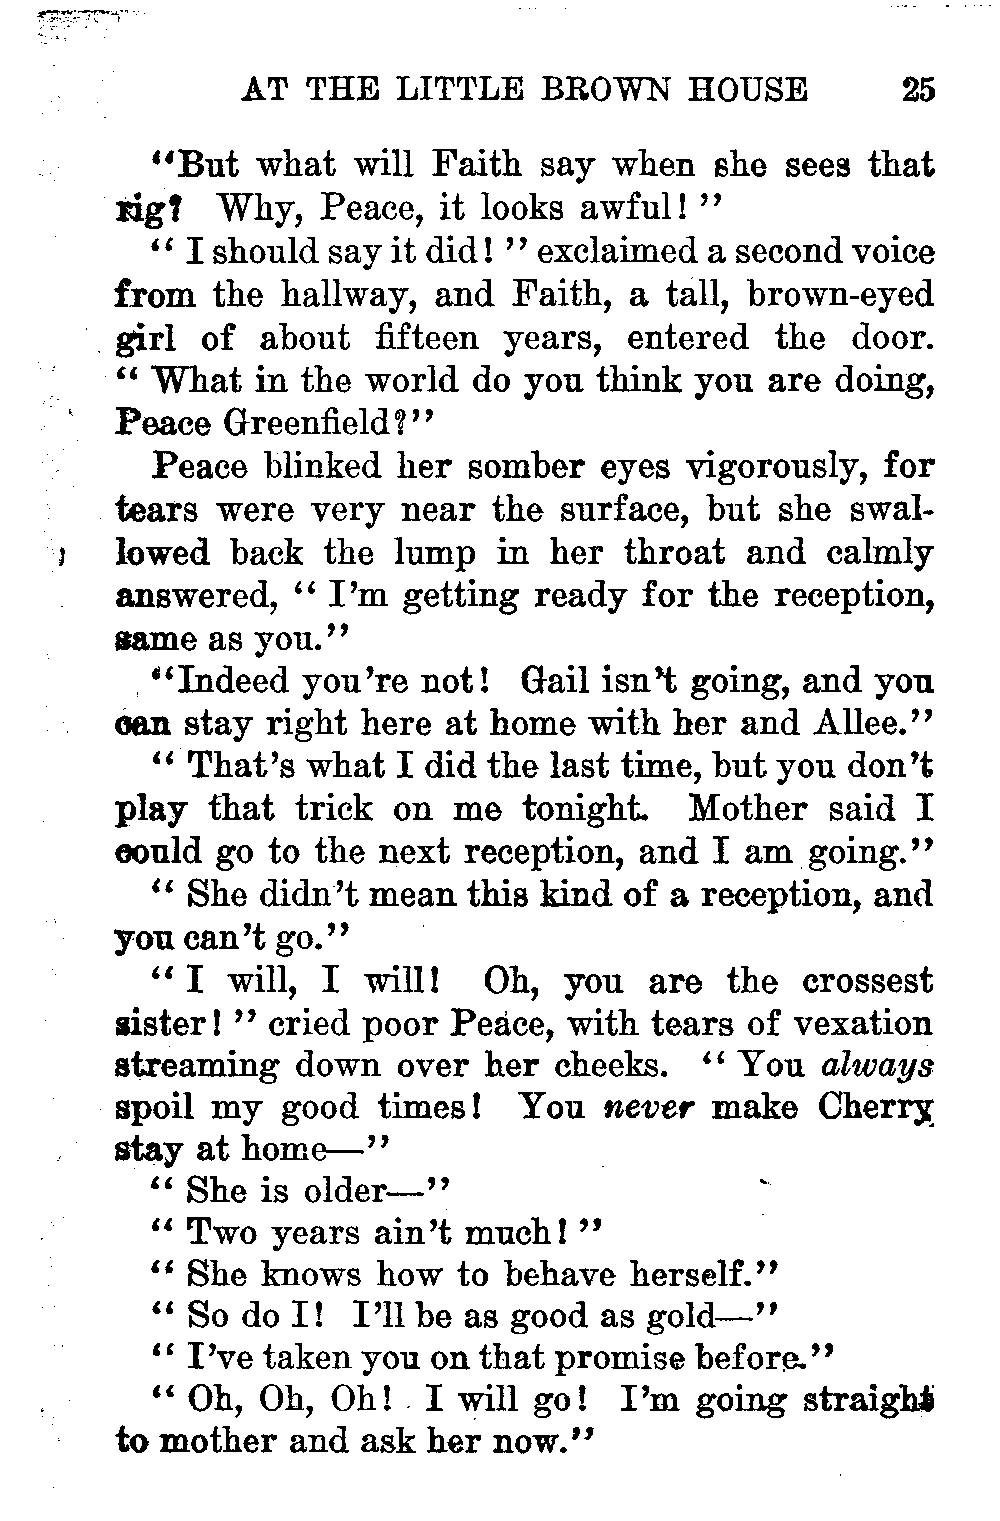 AT THE LITTLE BROWN HOUSE 25
"But what will Faith say when she sees that
rig? Why, Peace, it looks awful! "
" I should say it did! " exclaimed a second voice
from the hallway, and Faith, a tall, brown-eyed
girl of about fifteen years, entered the door.
" What in the world do you think you are doing,
Peace Greenfield?"
Peace blinked her somber eyes vigorously, for
tears were very near the surface, but she swal-
lowed back the lump in her throat and calmly
answered, " I'm getting ready for the reception,
same as you."
"Indeed you're not! Gail isn't going, and you
can stay right here at home with her and Allee."
" That's what I did the last time, but you don't
play that trick on me tonight. Mother said I
could go to the next reception, and I am going."
" She didn't mean this kind of a reception, and
you can't go."
" I will, I will! Oh, you are the crossest
sister! " cried poor Peace, with tears of vexation
streaming down over her cheeks. " You always
spoil my good times! You never make Cherry
stay at home—"
" She is older—"
" Two years ain't much! "
" She knows how to behave herself."
" So do I! I'll be as good as gold—"
" I've taken you on that promise before."
" Oh, Oh, Oh! I will go! I'm going straight
to mother and ask her now."